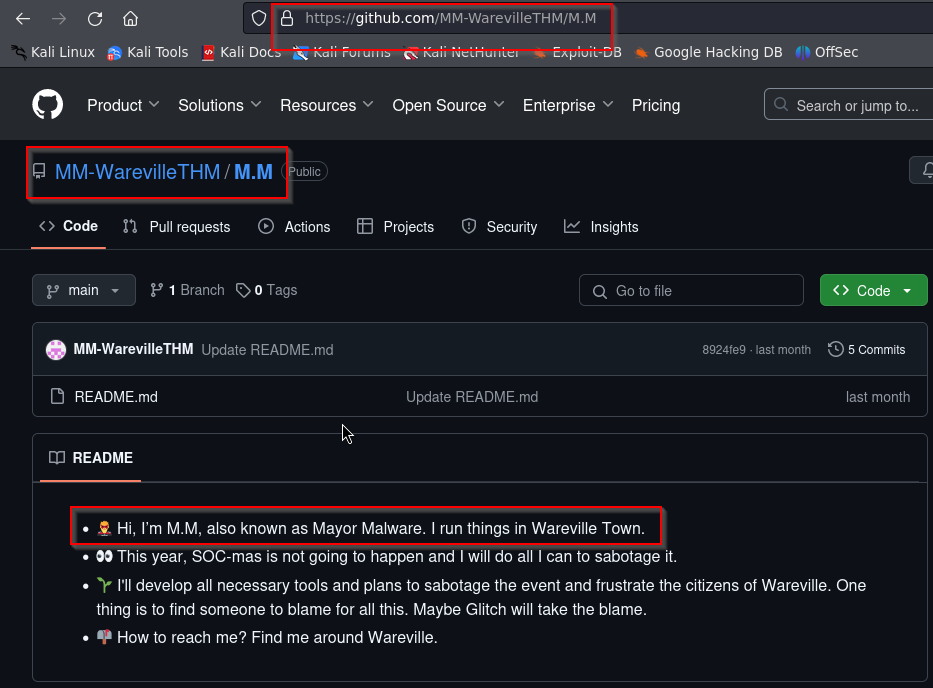 https://github.com/MM-WarevilleTHM/M.M
Kali Linux Kali Tools Kali Docs Kali Forums Kali NetHunter Exploit-DB Google Hacking DB OffSec
Product Solutions Resources Open Source Enterprise Pricing Search or jump to...
MM-WarevilleTHM / M.M Public
Code Pull requests Actions Projects Security Insights
main 1 Branch 0 Tags Go to file Code
MM-WarevilleTHM Update README.md 8924fe9 · last month 5 Commits
README.md Update README.md last month
README
Hi, I'm M.M, also known as Mayor Malware. I run things in Wareville Town.
This year, SOC-mas is not going to happen and I will do all I can to sabotage it.
I'll develop all necessary tools and plans to sabotage the event and frustrate the citizens of Wareville. One
thing is to find someone to blame for all this. Maybe Glitch will take the blame.
How to reach me? Find me around Wareville.